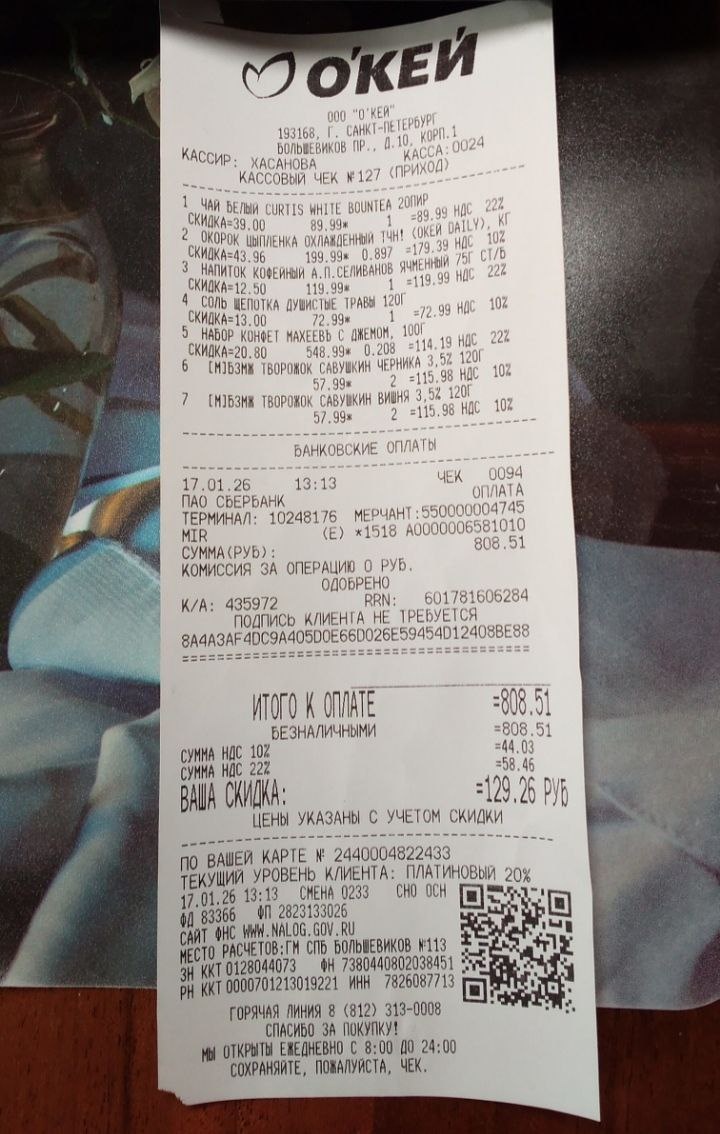 О'КЕЙ
ООО "О'КЕЙ"
193168, Г. САНКТ-ПЕТЕРБУРГ
БОЛЬШЕВИКОВ ПР., Д.10, КОРП.1
КАССИР: ХАСАНОВА КАССА:0024
КАССОВЫЙ ЧЕК №127 (ПРИХОД)
1 ЧАЙ БЕЛЫЙ CURTIS WHITE BOUNTEA 20ПИР
СКИДКА=39.00 89.99* 1 =89.99 НДС 22%
2 ОКОРОК ЦЫПЛЕНКА ОХЛАЖДЕННЫЙ ТЧН! (ОКЕЙ DAILY), КГ
СКИДКА=43.96 199.99* 0.897 =179.39 НДС 10%
3 НАПИТОК КОФЕЙНЫЙ А.П.СЕЛИВАНОВ ЯЧМЕННЫЙ 75Г СТ/Б
СКИДКА=12.50 119.99* 1 =119.99 НДС 22%
4 СОЛЬ ЩЕПОТКА ДУШИСТЫЕ ТРАВЫ 120Г
СКИДКА=13.00 72.99* 1 =72.99 НДС 10%
5 НАБОР КОНФЕТ МАХЕЕВЪ С ДЖЕМОМ, 100Г
СКИДКА=20.80 548.99* 0.208 =114.19 НДС 22%
6 [М]БЗМЖ ТВОРОЖОК САВУШКИН ЧЕРНИКА 3,5% 120Г
57.99* 2 =115.98 НДС 10%
7 [М]БЗМЖ ТВОРОЖОК САВУШКИН ВИШНЯ 3,5% 120Г
57.99* 2 =115.98 НДС 10%
БАНКОВСКИЕ ОПЛАТЫ
17.01.26 13:13 ЧЕК 0094
ПАО СБЕРБАНК ОПЛАТА
ТЕРМИНАЛ: 10248176 МЕРЧАНТ:550000004745
MIR (E) *1518 A0000006581010
СУММА(РУБ): 808.51
КОМИССИЯ ЗА ОПЕРАЦИЮ 0 РУБ.
ОДОБРЕНО
К/А: 435972 RRN: 601781606284
ПОДПИСЬ КЛИЕНТА НЕ ТРЕБУЕТСЯ
8A4A3AF4DC9A405D0E66D026E59454D12408BE88
ИТОГО К ОПЛАТЕ =808.51
БЕЗНАЛИЧНЫМИ =808.51
СУММА НДС 10% =44.03
СУММА НДС 22% =58.46
ВАША СКИДКА: =129.26 РУБ
ЦЕНЫ УКАЗАНЫ С УЧЕТОМ СКИДКИ
ПО ВАШЕЙ КАРТЕ № 2440004822433
ТЕКУЩИЙ УРОВЕНЬ КЛИЕНТА: ПЛАТИНОВЫЙ 20%
17.01.26 13:13 СМЕНА 0233 СНО ОСН
ФД 83366 ФП 2823133026
САЙТ ФНС WWW.NALOG.GOV.RU
МЕСТО РАСЧЕТОВ:ГМ СПБ БОЛЬШЕВИКОВ №113
ЗН ККТ 0128044073 ФН 7380440802038451
РН ККТ 0000701213019221 ИНН 7826087713
ГОРЯЧАЯ ЛИНИЯ 8 (812) 313-0008
СПАСИБО ЗА ПОКУПКУ!
МЫ ОТКРЫТЫ ЕЖЕДНЕВНО С 8:00 ДО 24:00
СОХРАНЯЙТЕ, ПОЖАЛУЙСТА, ЧЕК.